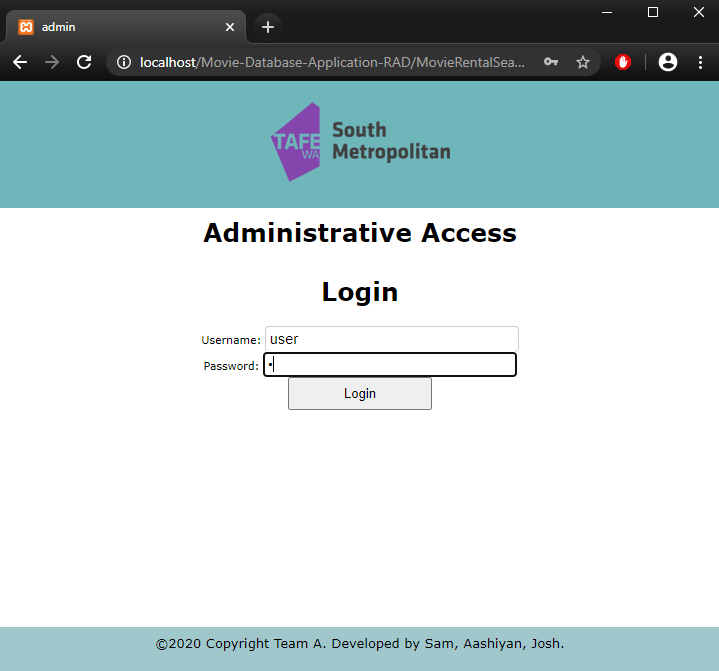 admin
localhost/Movie-Database-Application-RAD/MovieRentalSea...
TAFE
WA
South
Metropolitan
Administrative Access
Login
Username: user
Password: •
Login
©2020 Copyright Team A. Developed by Sam, Aashiyan, Josh.